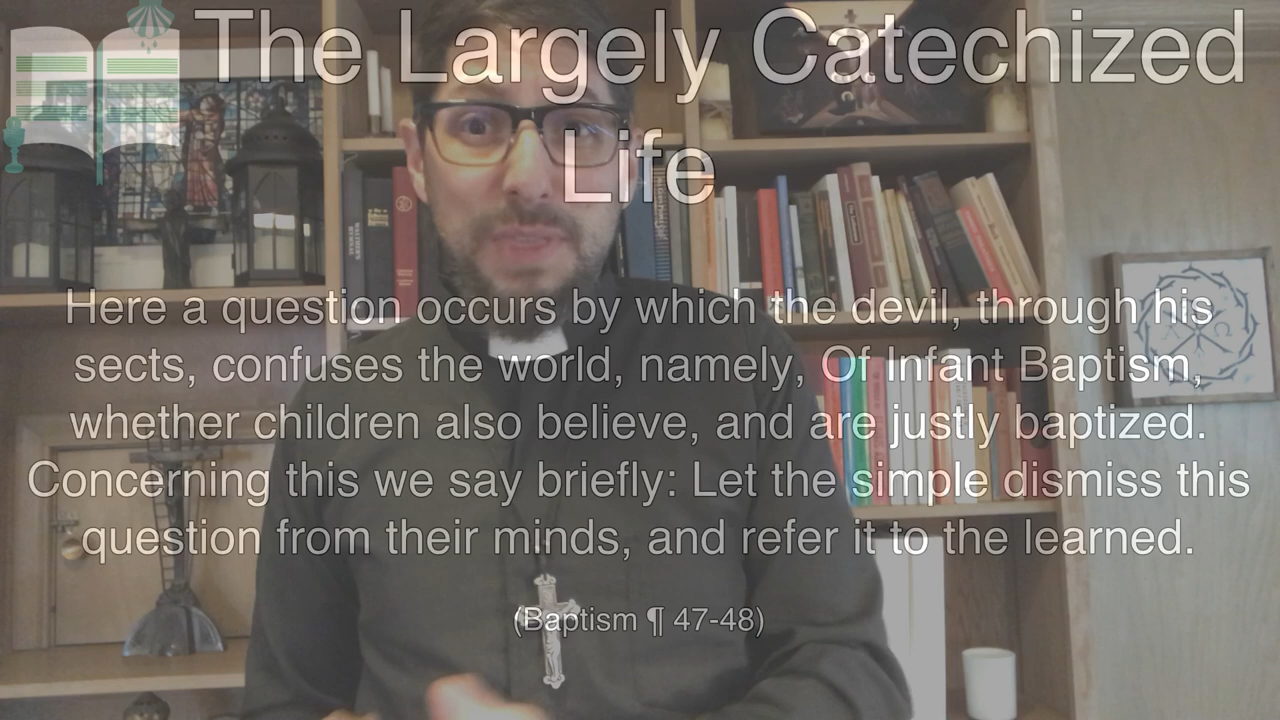 The Largely Catechized
Life
Here a question occurs by which the devil, through his
sects, confuses the world, namely, Of Infant Baptism,
whether children also believe, and are justly baptized.
Concerning this we say briefly: Let the simple dismiss this
question from their minds, and refer it to the learned.
(Baptism ¶ 47-48)